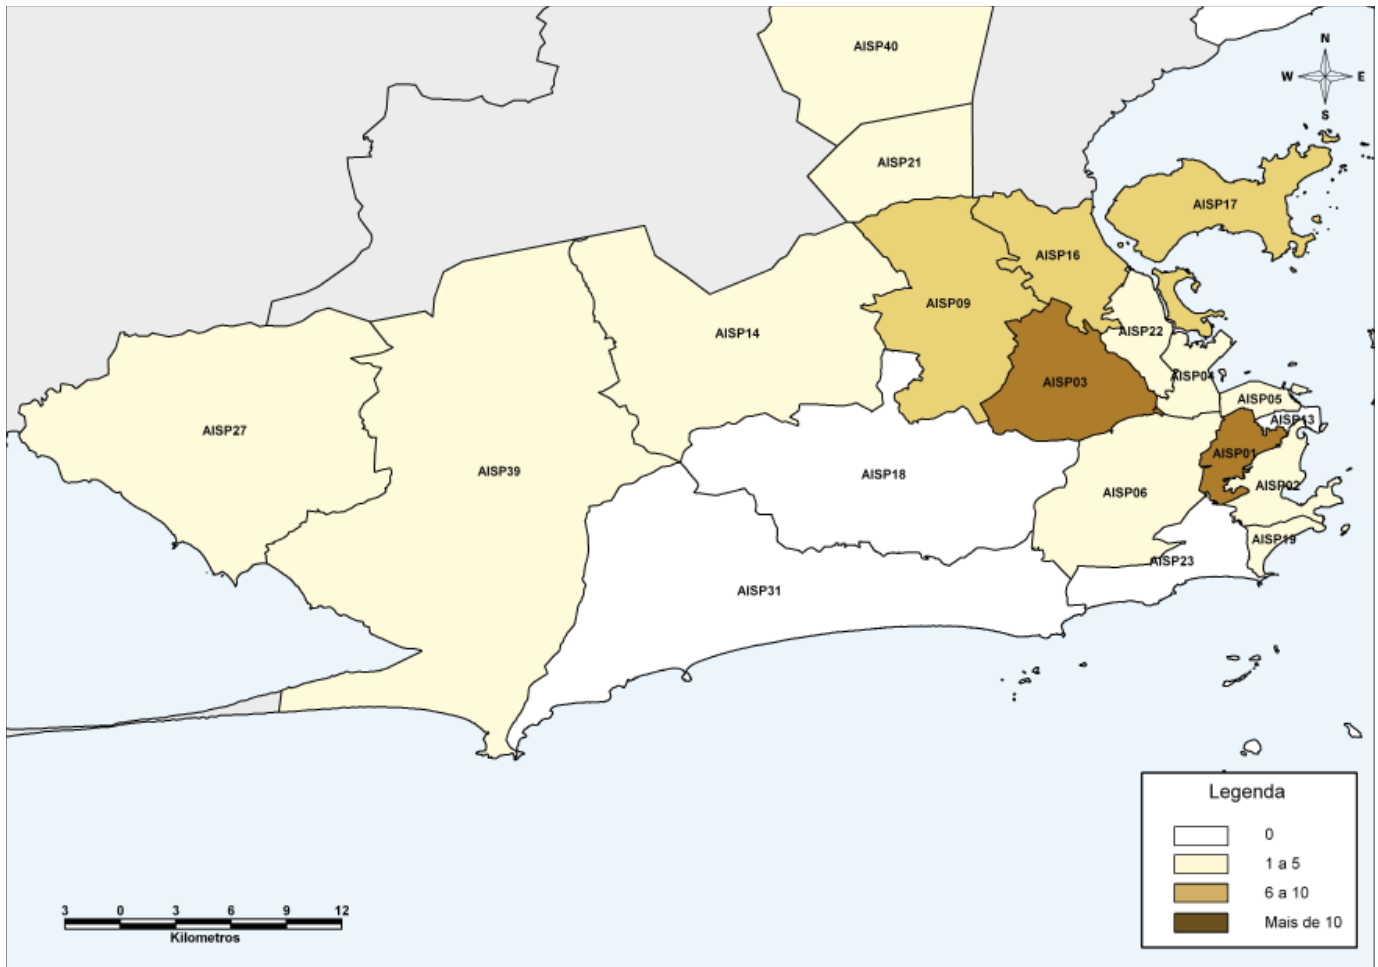 AISP40
N
W E
S
AISP21
AISP17
AISP16
AISP09
AISP22
AISP14
AISP04
AISP03
AISP05
AISP13
AISP27
AISP01
AISP39
AISP18
AISP02
AISP06
AISP19
AISP23
AISP31
Legenda
0
1 a 5
6 a 10
Mais de 10
3 0 3 6 9 12
Kilometros